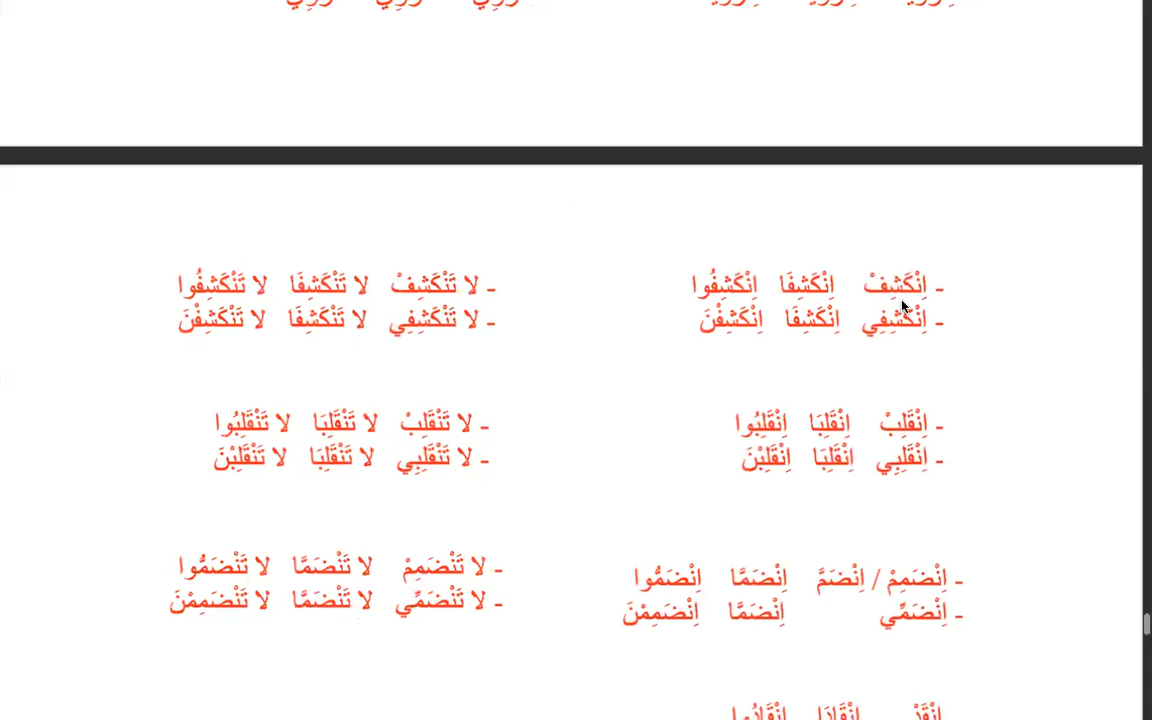 - اِنْكَشِفْ اِنْكَشِفَا اِنْكَشِفُوا - لا تَنْكَشِفْ لا تَنْكَشِفَا لا تَنْكَشِفُوا
- اِنْكَشِفِي اِنْكَشِفَا اِنْكَشِفْنَ - لا تَنْكَشِفِي لا تَنْكَشِفَا لا تَنْكَشِفْنَ
- اِنْقَلِبْ اِنْقَلِبَا اِنْقَلِبُوا - لا تَنْقَلِبْ لا تَنْقَلِبَا لا تَنْقَلِبُوا
- اِنْقَلِبِي اِنْقَلِبَا اِنْقَلِبْنَ - لا تَنْقَلِبِي لا تَنْقَلِبَا لا تَنْقَلِبْنَ
- اِنْضَمِمْ / اِنْضَمَّ اِنْضَمَّا اِنْضَمُّوا - لا تَنْضَمِمْ لا تَنْضَمَّا لا تَنْضَمُّوا
- اِنْضَمِّي اِنْضَمَّا اِنْضَمِمْنَ - لا تَنْضَمِّي لا تَنْضَمَّا لا تَنْضَمِمْنَ